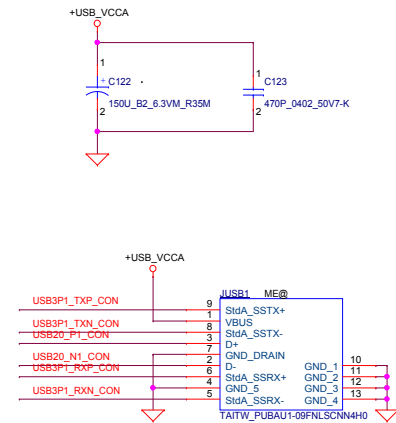 +USB_VCCA
1 1
+ C122 C123
150U_B2_6.3VM_R35M 470P_0402_50V7-K
2 2
+USB_VCCA
JUSB1 ME@
USB3P1_TXP_CON 9 StdA_SSTX+
1 VBUS
USB3P1_TXN_CON 8 StdA_SSTX-
USB20_P1_CON 3 D+
7 GND_DRAIN
USB20_N1_CON 2 D- GND_1 10
USB3P1_RXP_CON 6 StdA_SSRX+ GND_2 11
4 GND_5 GND_3 12
USB3P1_RXN_CON 5 StdA_SSRX- GND_4 13
TAITW_PUBAU1-09FNLSCNN4H0